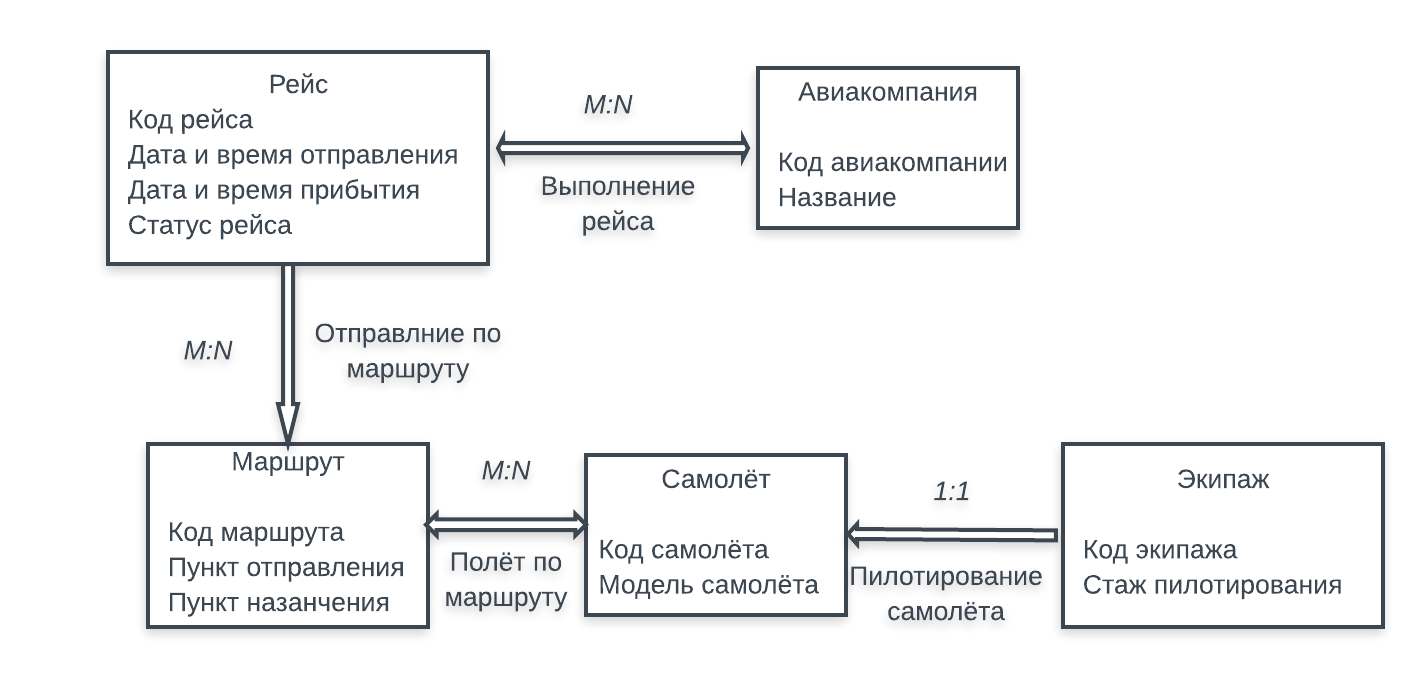 Рейс
Код рейса
Дата и время отправления
Дата и время прибытия
Статус рейса
M:N
Выполнение
рейса
Авиакомпания
Код авиакомпании
Название
M:N
Отправлние по
маршруту
Маршрут
Код маршрута
Пункт отправления
Пункт назанчения
M:N
Полёт по
маршруту
Самолёт
Код самолёта
Модель самолёта
1:1
Пилотирование
самолёта
Экипаж
Код экипажа
Стаж пилотирования